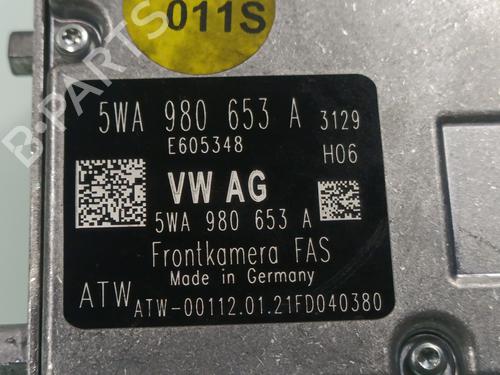 011S
5WA 980 653 A 3129
E605348 H06
VW AG
5WA 980 653 A
Frontkamera FAS
Made in Germany
ATW ATW-00112.01.21FD040380
B-PARTS